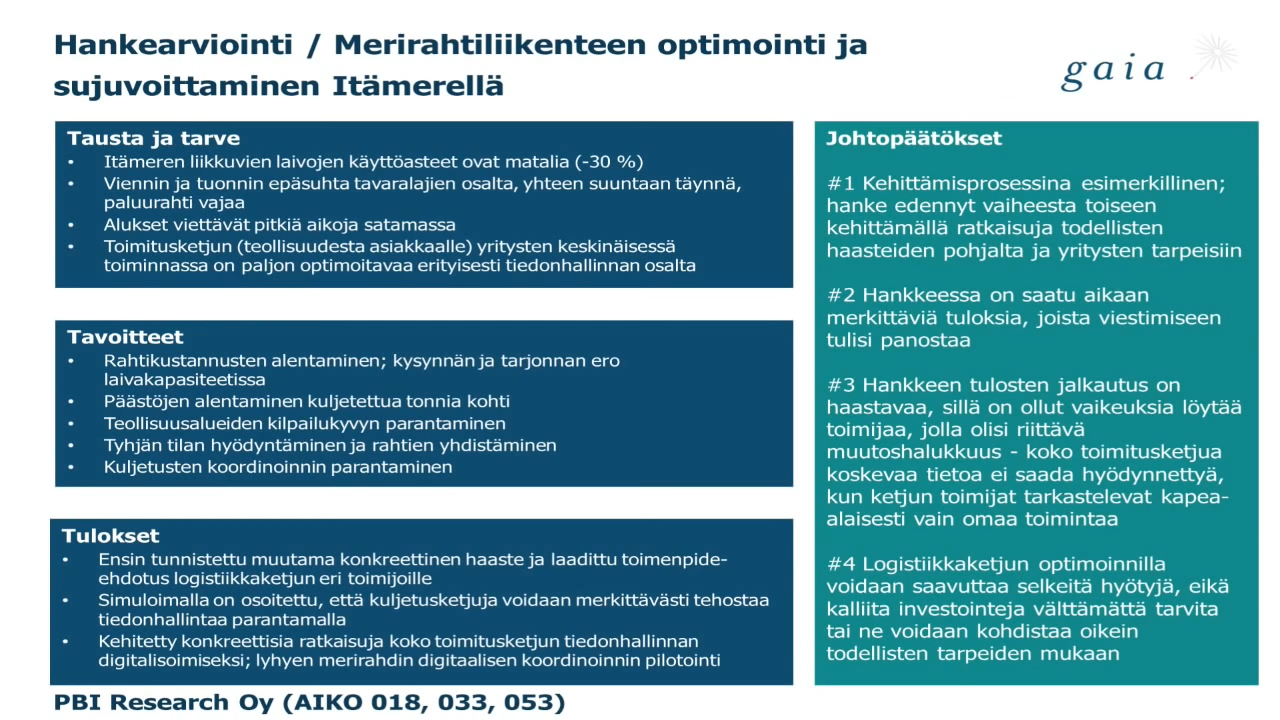 Hankearviointi / Merirahtiliikenteen optimointi ja
sujuvoittaminen Itämerellä
gaia
Tausta ja tarve
• Itämeren liikkuvien laivojen käyttöasteet ovat matalia (-30 %)
• Viennin ja tuonnin epäsuhta tavaralajien osalta, yhteen suuntaan täynnä,
paluurahti vajaa
• Alukset viettävät pitkiä aikoja satamassa
• Toimitusketjun (teollisuudesta asiakkaalle) yritysten keskinäisessä
toiminnassa on paljon optimoitavaa erityisesti tiedonhallinnan osalta
Tavoitteet
• Rahtikustannusten alentaminen; kysynnän ja tarjonnan ero
laivakapasiteetissa
• Päästöjen alentaminen kuljetettua tonnia kohti
• Teollisuusalueiden kilpailukyvyn parantaminen
• Tyhjän tilan hyödyntäminen ja rahtien yhdistäminen
• Kuljetusten koordinoinnin parantaminen
Tulokset
• Ensin tunnistettu muutama konkreettinen haaste ja laadittu toimenpide-
ehdotus logistiikkaketjun eri toimijoille
• Simuloimalla on osoitettu, että kuljetusketjuja voidaan merkittävästi tehostaa
tiedonhallintaa parantamalla
• Kehitetty konkreettisia ratkaisuja koko toimitusketjun tiedonhallinnan
digitalisoimiseksi; lyhyen merirahdin digitaalisen koordinoinnin pilotointi
Johtopäätökset
#1 Kehittämisprosessina esimerkillinen;
hanke edennyt vaiheesta toiseen
kehittämällä ratkaisuja todellisten
haasteiden pohjalta ja yritysten tarpeisiin
#2 Hankkeessa on saatu aikaan
merkittäviä tuloksia, joista viestimiseen
tulisi panostaa
#3 Hankkeen tulosten jalkautus on
haastavaa, sillä on ollut vaikeuksia löytää
toimijaa, jolla olisi riittävä
muutoshalukkuus - koko toimitusketjua
koskevaa tietoa ei saada hyödynnettyä,
kun ketjun toimijat tarkastelevat kapea-
alaisesti vain omaa toimintaa
#4 Logistiikkaketjun optimoinnilla
voidaan saavuttaa selkeitä hyötyjä, eikä
kalliita investointeja välttämättä tarvita
tai ne voidaan kohdistaa oikein
todellisten tarpeiden mukaan
PBI Research Oy (AIKO 018, 033, 053)